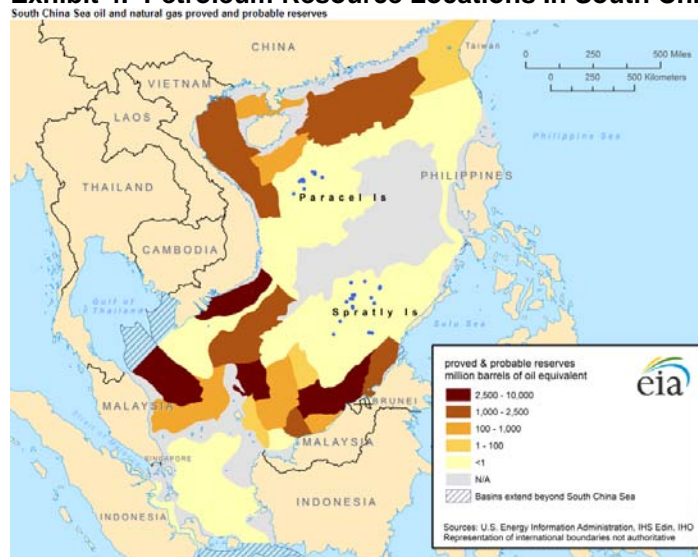 South China Sea oil and natural gas proved and probable reserves
CHINA
Taiwan
0 250 500 Miles
0 250 500 Kilometers
VIETNAM
LAOS
Philippine Sea
THAILAND
PHILIPPINES
Paracel Is
CAMBODIA
Gulf of
Thailand
Spratly Is
Sulu Sea
proved & probable reserves
million barrels of oil equivalent
eia
2,500 - 10,000
1,000 - 2,500
100 - 1,000
1 - 100
<1
N/A
Basins extend beyond South China Sea
MALAYSIA
BRUNEI
MALAYSIA
SINGAPORE
INDONESIA
INDONESIA
Sources: U.S. Energy Information Administration, IHS Edin, IHO
Representation of international boundaries not authoritative